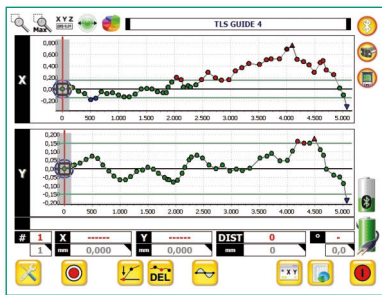 Max
X Y Z
TLS GUIDE 4
X
0,800
0,600
0,400
0,200
0,000
-0,200
0 500 1.000 1.500 2.000 2.500 3.000 3.500 4.000 4.500 5.000
Y
0,200
0,150
0,100
0,050
0,000
-0,050
-0,100
-0,150
-0,200
0 500 1.000 1.500 2.000 2.500 3.000 3.500 4.000 4.500 5.000
# 1 X ------ Y ------ DIST 0 ° -
1 mm 0,000 mm 0,000 mm 0 0,0
DEL
X Y